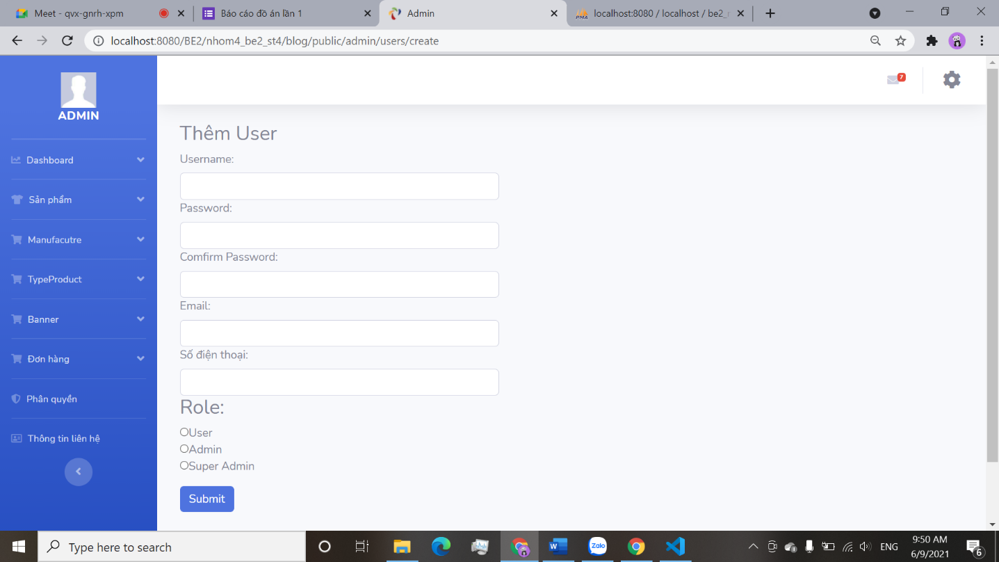 Meet - qvx-gnrh-xpm
Báo cáo đồ án lần 1
Admin
localhost:8080 / localhost / be2_
localhost:8080/BE2/nhom4_be2_st4/blog/public/admin/users/create
7
ADMIN
Dashboard
Sản phẩm
Manufacutre
TypeProduct
Banner
Đơn hàng
Phân quyền
Thông tin liên hệ
Thêm User
Username:
Password:
Comfirm Password:
Email:
Số điện thoại:
Role:
User
Admin
Super Admin
Submit
Type here to search
Zalo
ENG
9:50 AM
6/9/2021
6